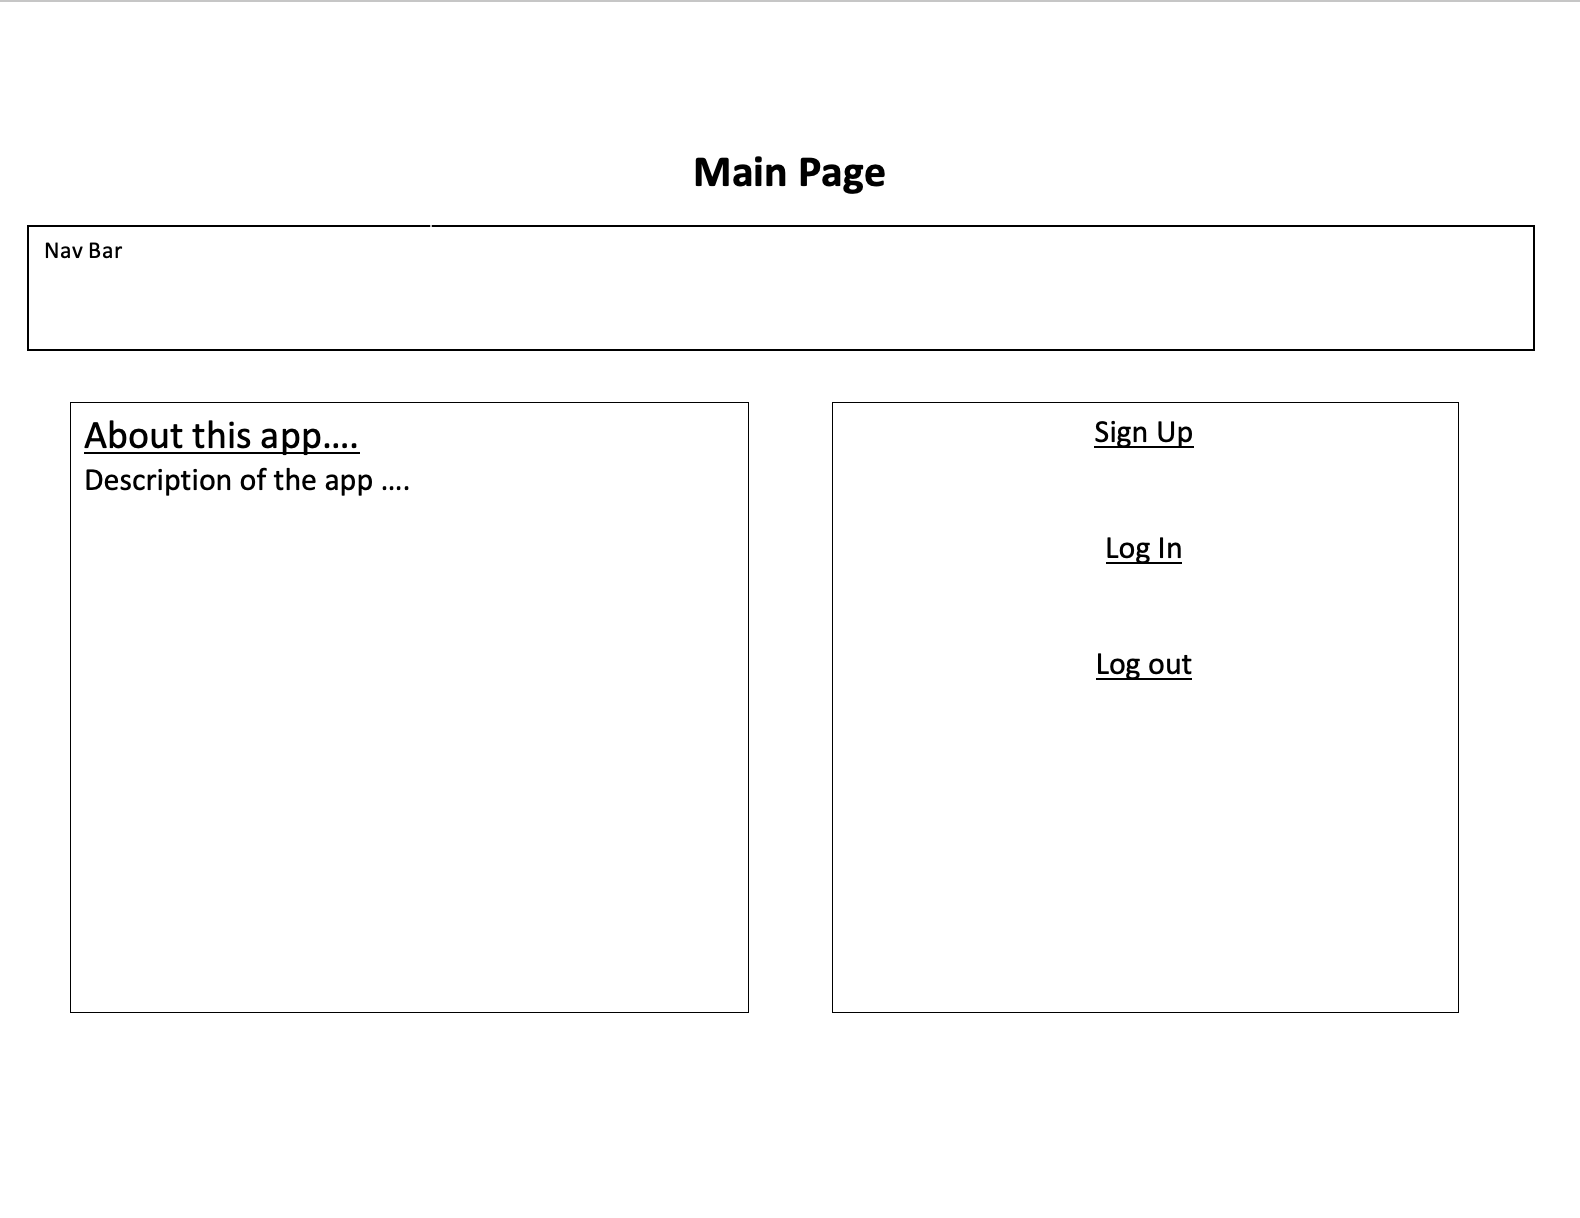 Main Page
Nav Bar
About this app....
Description of the app ....
Sign Up
Log In
Log out